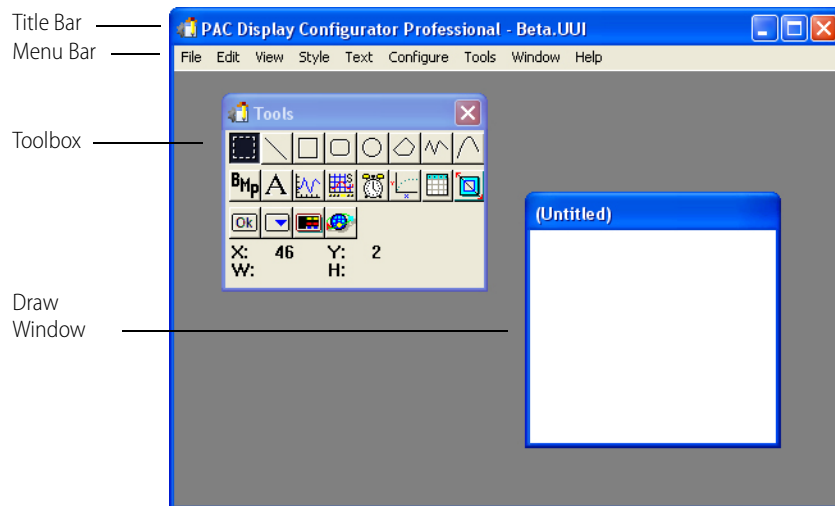 Title Bar
PAC Display Configurator Professional - Beta.UUI
Menu Bar
File Edit View Style Text Configure Tools Window Help
Tools
Toolbox
BMP A
Ok
X: 46 Y: 2
W: H:
(Untitled)
Draw
Window